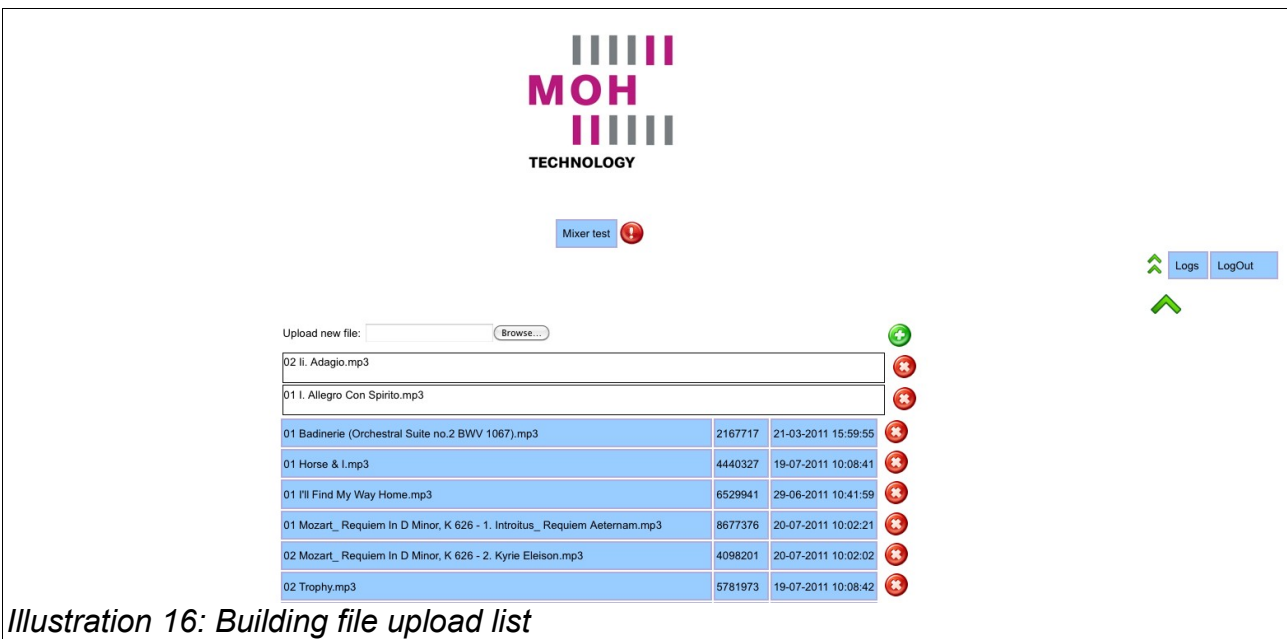 MOH
TECHNOLOGY
Mixer test
Logs LogOut
Upload new file: Browse...
02 Ii. Adagio.mp3
01 I. Allegro Con Spirito.mp3
01 Badinerie (Orchestral Suite no.2 BWV 1067).mp3 2167717 21-03-2011 15:59:55
01 Horse & I.mp3 4440327 19-07-2011 10:08:41
01 I'll Find My Way Home.mp3 6529941 29-06-2011 10:41:59
01 Mozart_ Requiem In D Minor, K 626 - 1. Introitus_ Requiem Aeternam.mp3 8677376 20-07-2011 10:02:21
02 Mozart_ Requiem In D Minor, K 626 - 2. Kyrie Eleison.mp3 4098201 20-07-2011 10:02:02
02 Trophy.mp3 5781973 19-07-2011 10:08:42
Illustration 16: Building file upload list